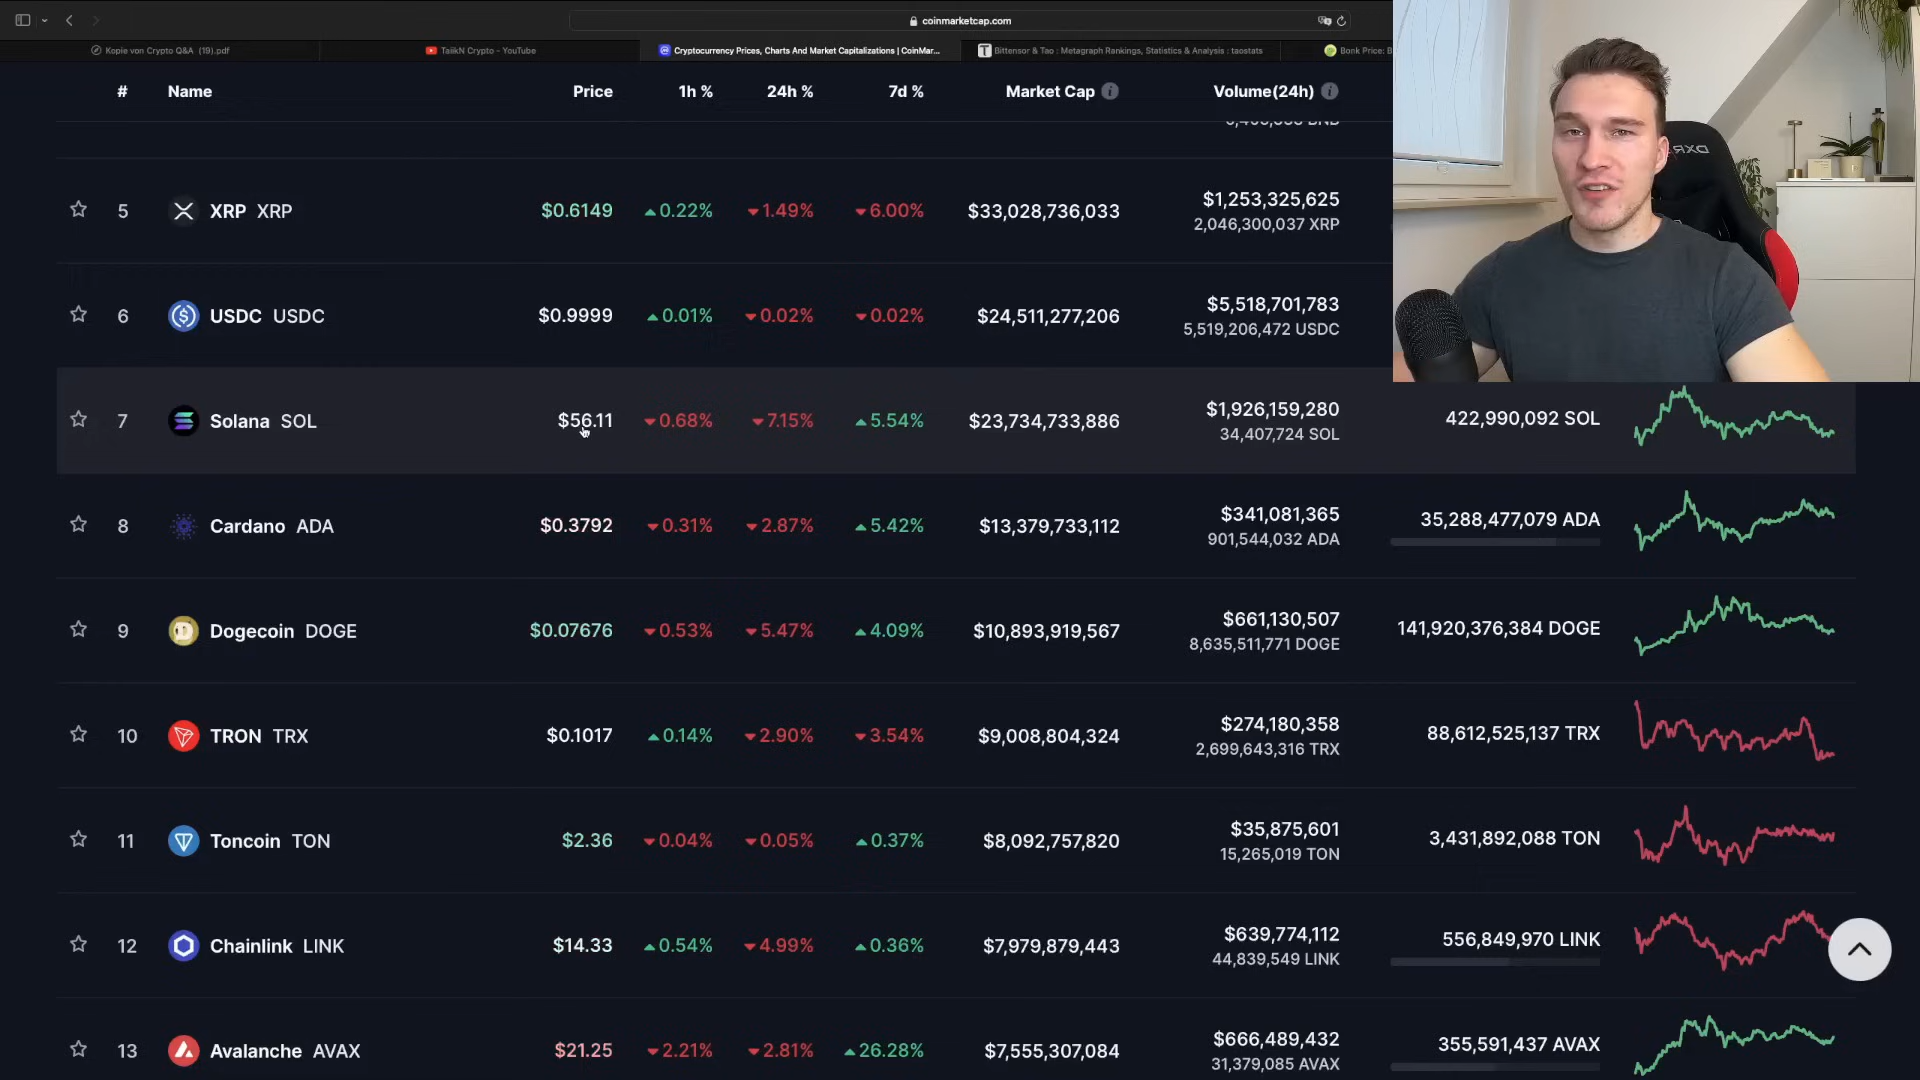 coinmarketcap.com
Kopie von Crypto Q&A (19).pdf
TaiikN Crypto - YouTube
Cryptocurrency Prices, Charts And Market Capitalizations | CoinMar...
Bittensor & Tao : Metagraph Rankings, Statistics & Analysis : taostats
Bonk Price: B
# Name Price 1h % 24h % 7d % Market Cap Volume(24h)
DXR
5 XRP XRP $0.6149 0.22% 1.49% 6.00% $33,028,736,033 $1,253,325,625
2,046,300,037 XRP
6 USDC USDC $0.9999 0.01% 0.02% 0.02% $24,511,277,206 $5,518,701,783
5,519,206,472 USDC
7 Solana SOL $56.11 0.68% 7.15% 5.54% $23,734,733,886 $1,926,159,280 422,990,092 SOL
34,407,724 SOL
8 Cardano ADA $0.3792 0.31% 2.87% 5.42% $13,379,733,112 $341,081,365 35,288,477,079 ADA
901,544,032 ADA
9 Dogecoin DOGE $0.07676 0.53% 5.47% 4.09% $10,893,919,567 $661,130,507 141,920,376,384 DOGE
8,635,511,771 DOGE
10 TRON TRX $0.1017 0.14% 2.90% 3.54% $9,008,804,324 $274,180,358 88,612,525,137 TRX
2,699,643,316 TRX
11 Toncoin TON $2.36 0.04% 0.05% 0.37% $8,092,757,820 $35,875,601 3,431,892,088 TON
15,265,019 TON
12 Chainlink LINK $14.33 0.54% 4.99% 0.36% $7,979,879,443 $639,774,112 556,849,970 LINK
44,839,549 LINK
13 Avalanche AVAX $21.25 2.21% 2.81% 26.28% $7,555,307,084 $666,489,432 355,591,437 AVAX
31,379,085 AVAX